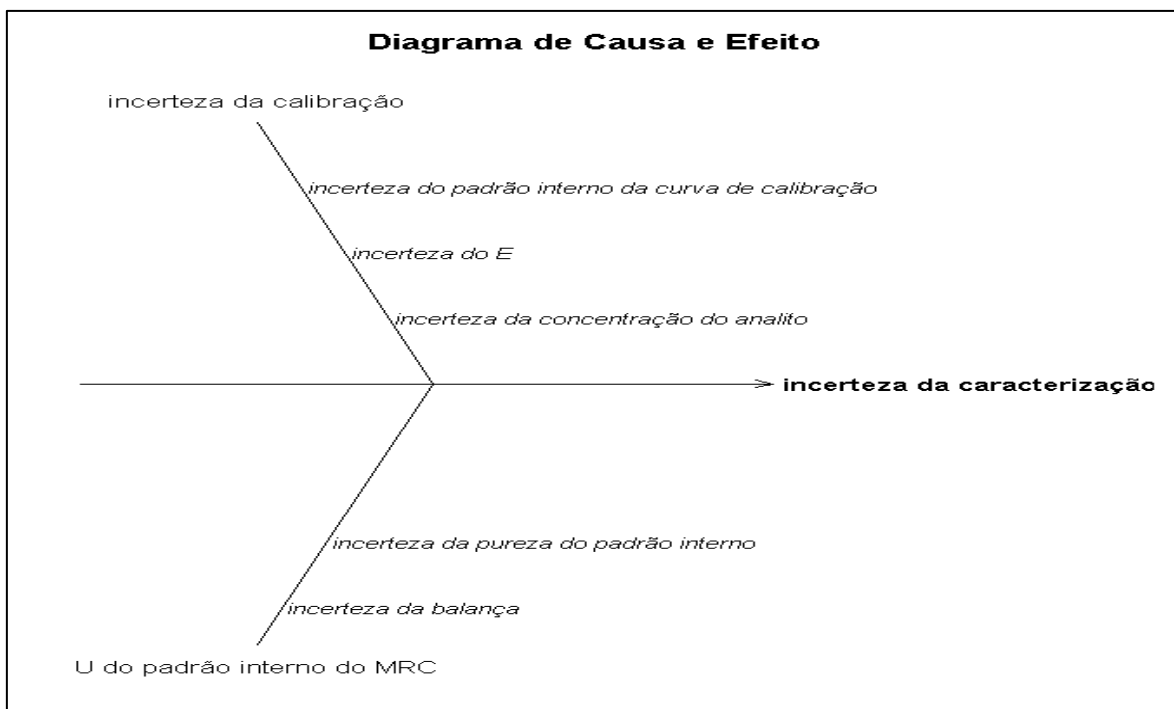 Diagrama de Causa e Efeito
incerteza da calibração
incerteza do padrão interno da curva de calibração
incerteza do E
incerteza da concentração do analito
incerteza da caracterização
incerteza da pureza do padrão interno
incerteza da balança
U do padrão interno do MRC